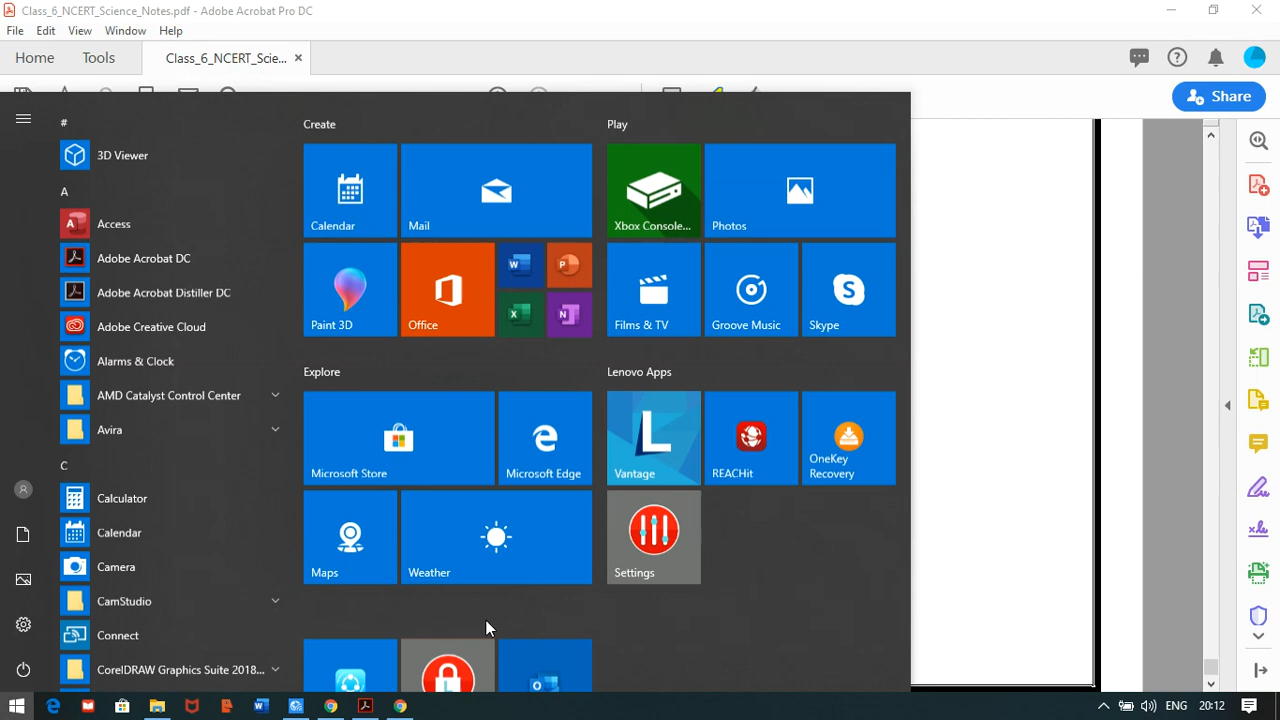 Class_6_NCERT_Science_Notes.pdf - Adobe Acrobat Pro DC
File Edit View Window Help
Home Tools Class_6_NCERT_Scie...
Share
#
3D Viewer
A
Access
Adobe Acrobat DC
Adobe Acrobat Distiller DC
Adobe Creative Cloud
Alarms & Clock
AMD Catalyst Control Center
Avira
C
Calculator
Calendar
Camera
CamStudio
Connect
CorelDRAW Graphics Suite 2018...
Create
Calendar Mail
Paint 3D Office
Explore
Microsoft Store Microsoft Edge
Maps Weather
Play
Xbox Console... Photos
Films & TV Groove Music Skype
Lenovo Apps
Vantage REACHit OneKey
Recovery
Settings
ENG 20:12